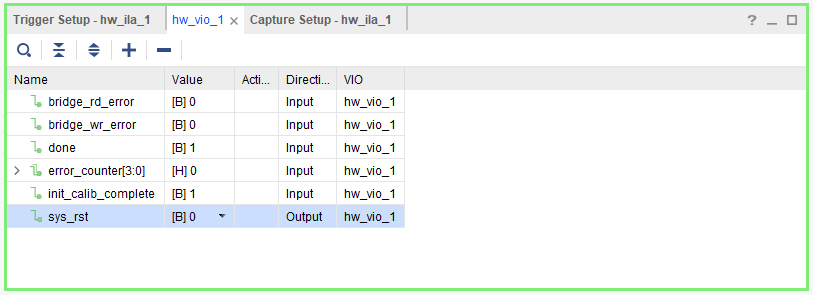 Trigger Setup - hw_ila_1 hw_vio_1 × Capture Setup - hw_ila_1 ?
Name Value Acti... Directi... VIO
bridge_rd_error [B] 0 Input hw_vio_1
bridge_wr_error [B] 0 Input hw_vio_1
done [B] 1 Input hw_vio_1
error_counter[3:0] [H] 0 Input hw_vio_1
init_calib_complete [B] 1 Input hw_vio_1
sys_rst [B] 0 Output hw_vio_1